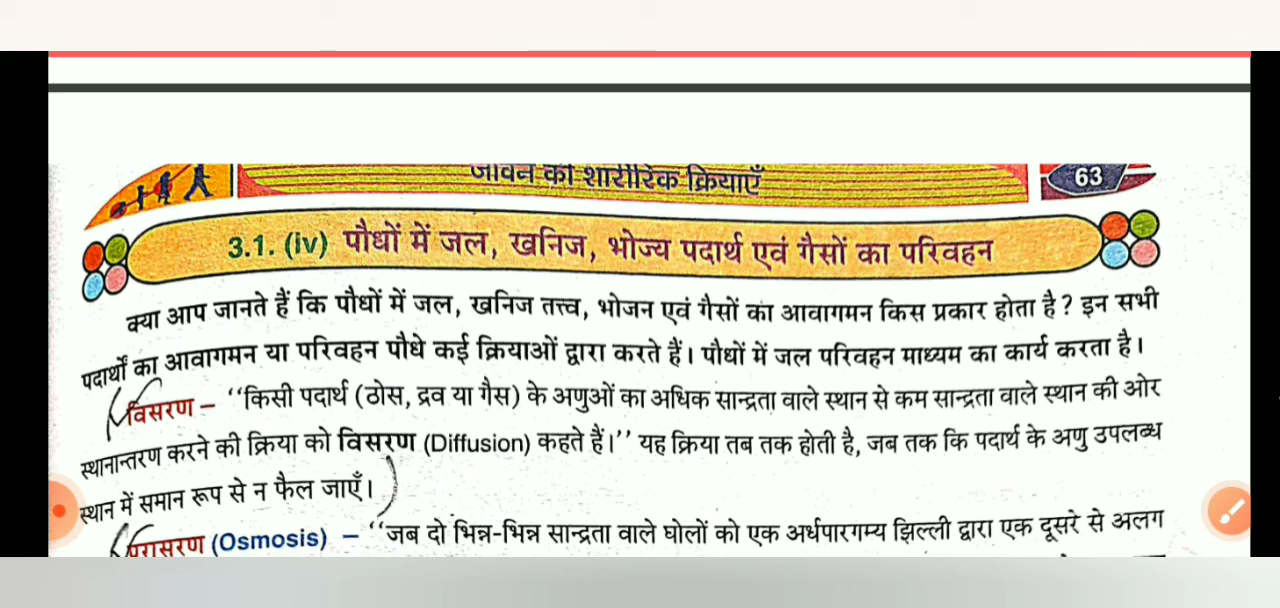 जीवन की शारीरिक क्रियाएँ
63
3.1. (iv) पौधों में जल, खनिज, भोज्य पदार्थ एवं गैसों का परिवहन
क्या आप जानते हैं कि पौधों में जल, खनिज तत्त्व, भोजन एवं गैसों का आवागमन किस प्रकार होता है? इन सभी
पदार्थों का आवागमन या परिवहन पौधे कई क्रियाओं द्वारा करते हैं। पौधों में जल परिवहन माध्यम का कार्य करता है।
विसरण – ‘‘किसी पदार्थ (ठोस, द्रव या गैस) के अणुओं का अधिक सान्द्रता वाले स्थान से कम सान्द्रता वाले स्थान की ओर
स्थानान्तरण करने की क्रिया को विसरण (Diffusion) कहते हैं।’’ यह क्रिया तब तक होती है, जब तक कि पदार्थ के अणु उपलब्ध
स्थान में समान रूप से न फैल जाएँ।
परासरण (Osmosis) – ‘‘जब दो भिन्न-भिन्न सान्द्रता वाले घोलों को एक अर्धपारगम्य झिल्ली द्वारा एक दूसरे से अलग